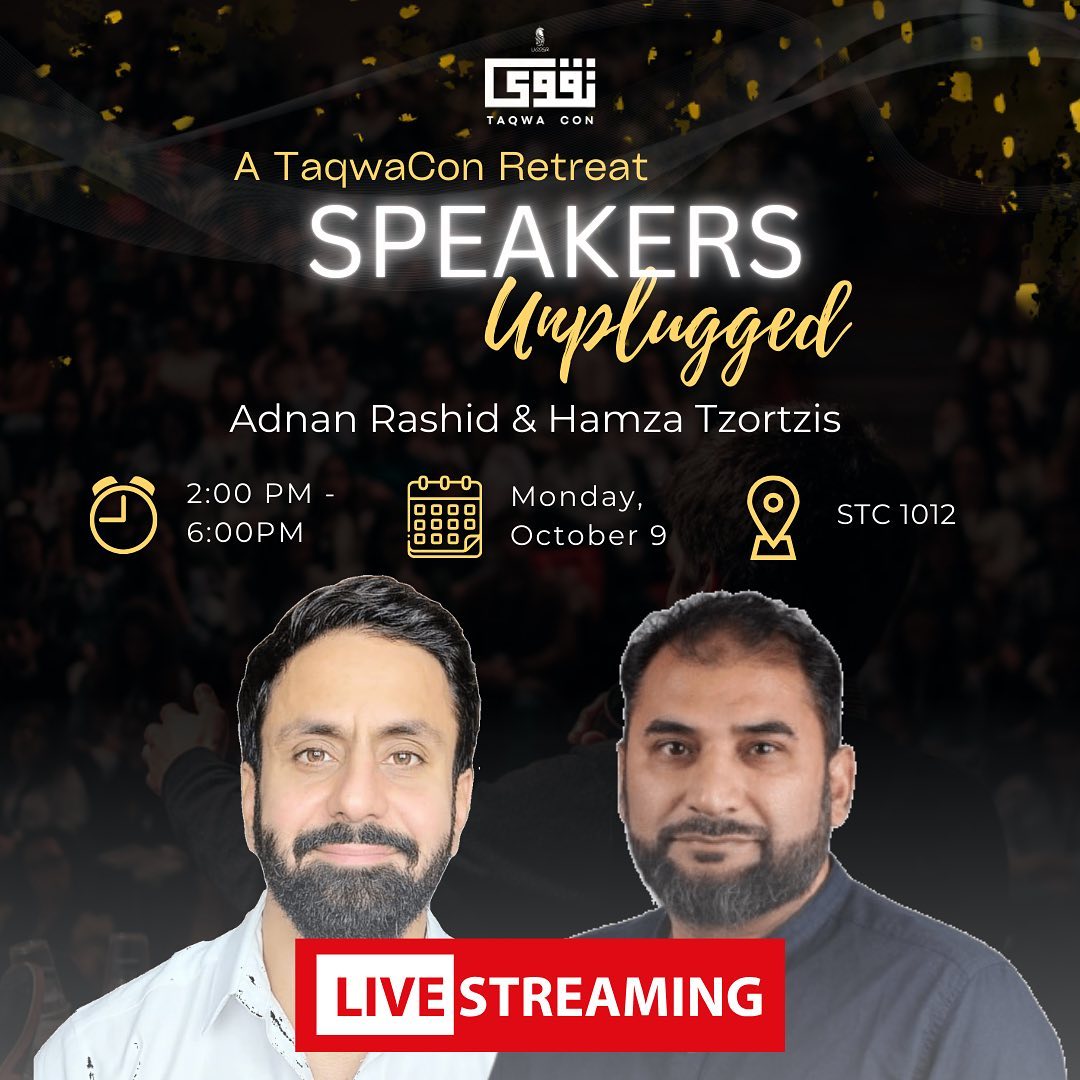 تقوى
TAQWA CON
A TaqwaCon Retreat
SPEAKERS
Unplugged
Adnan Rashid & Hamza Tzortzis
2:00 PM -
6:00PM
Monday,
October 9
STC 1012
LIVE STREAMING